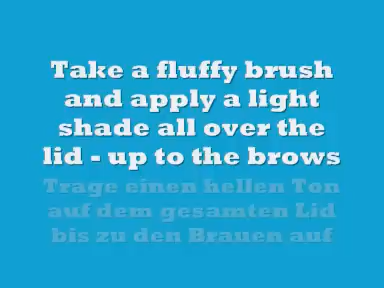 Take a fluffy brush
and apply a light
shade all over the
lid - up to the brows
Trage einen hellen Ton
auf dem gesamten Lid
bis zu den Brauen auf